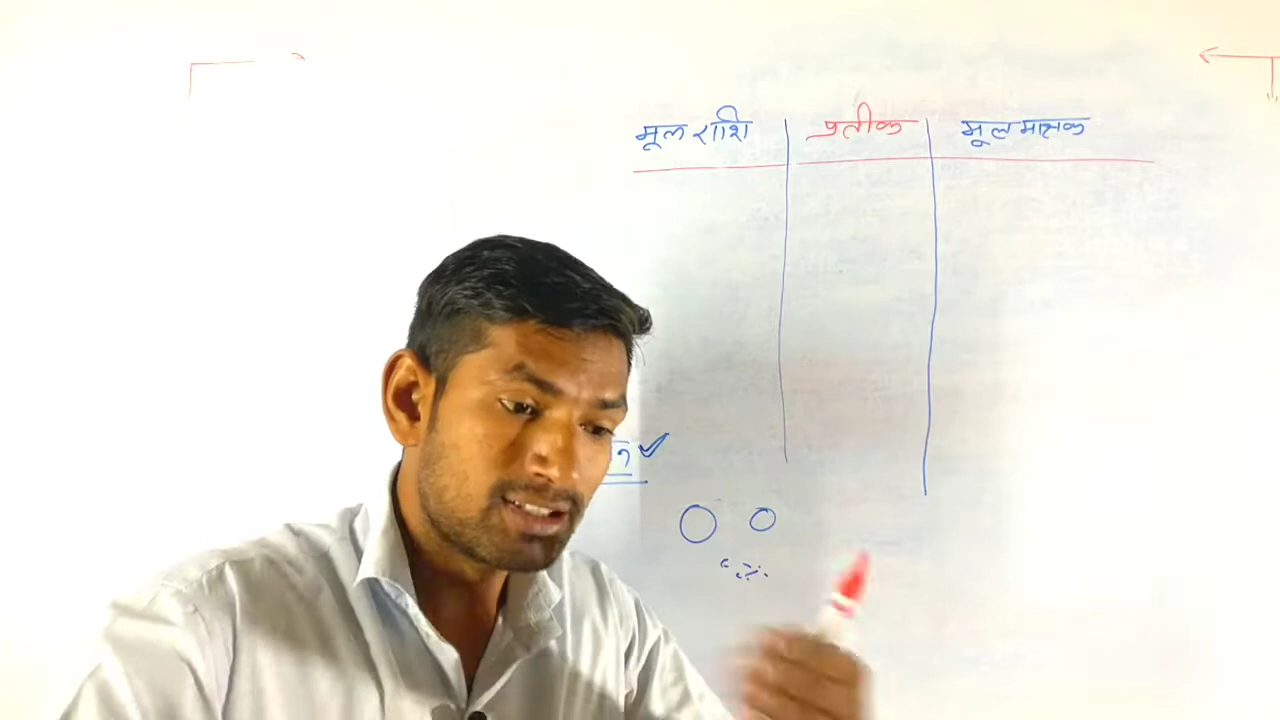 मूल राशि प्रतीक मूल मात्रक